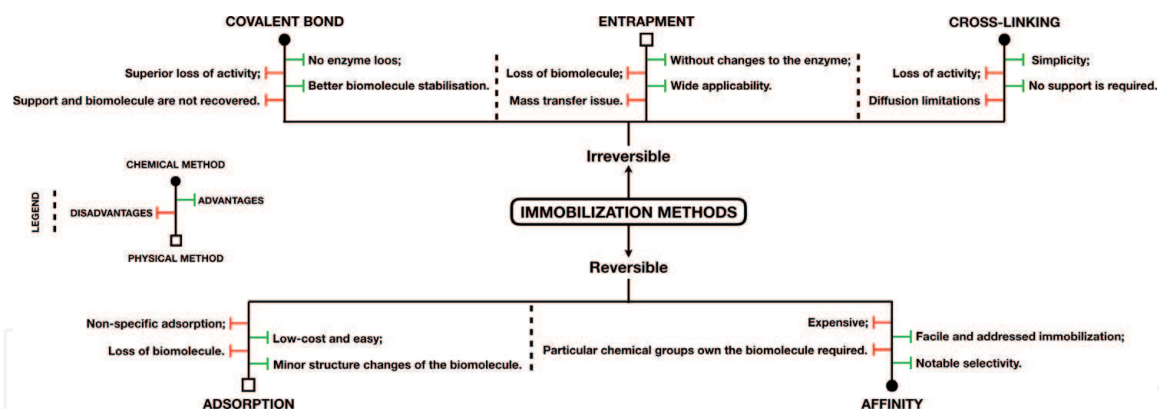 COVALENT BOND
No enzyme loos;
Superior loss of activity;
Better biomolecule stabilisation.
Support and biomolecule are not recovered.
ENTRAPMENT
Without changes to the enzyme;
Loss of biomolecule;
Wide applicability.
Mass transfer issue.
CROSS-LINKING
Simplicity;
Loss of activity;
No support is required.
Diffusion limitations
Irreversible
LEGEND
CHEMICAL METHOD
ADVANTAGES
DISADVANTAGES
PHYSICAL METHOD
IMMOBILIZATION METHODS
Reversible
Non-specific adsorption;
Low-cost and easy;
Loss of biomolecule.
Minor structure changes of the biomolecule.
ADSORPTION
Expensive;
Facile and addressed immobilization;
Particular chemical groups own the biomolecule required.
Notable selectivity.
AFFINITY